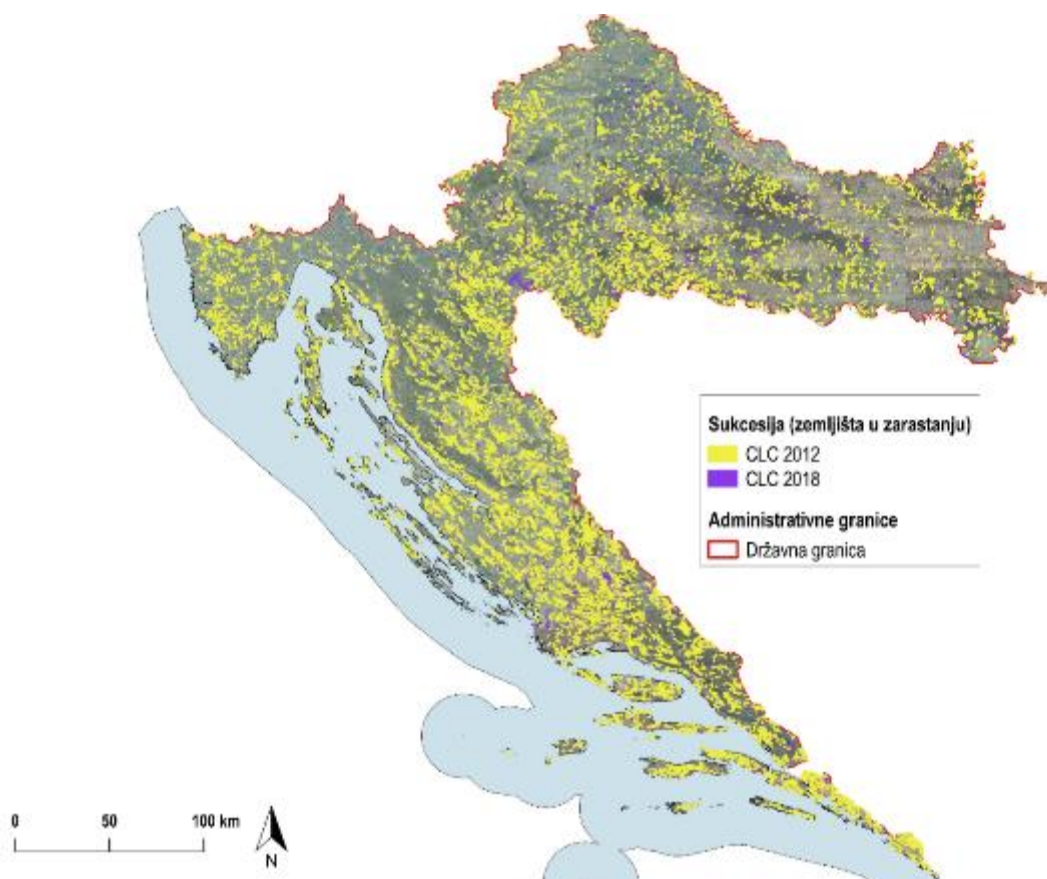 Sukcesija (zemljišta u zarastanju)
CLC 2012
CLC 2018
Administrativne granice
Državna granica
0 50 100 km
N